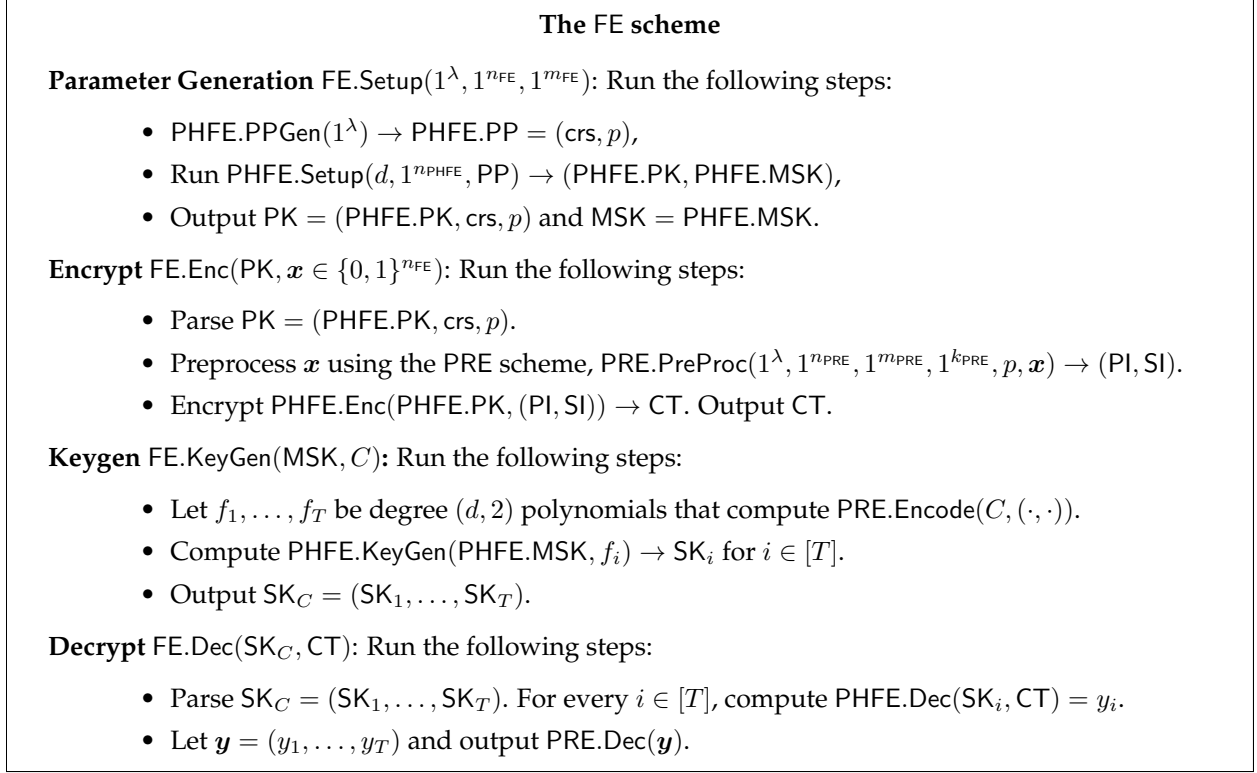 The FE scheme
Parameter Generation FE.Setup(1^λ, 1^{n_FE}, 1^{m_FE}): Run the following steps:
• PHFE.PPGen(1^λ) → PHFE.PP = (crs, p),
• Run PHFE.Setup(d, 1^{n_PHFE}, PP) → (PHFE.PK, PHFE.MSK),
• Output PK = (PHFE.PK, crs, p) and MSK = PHFE.MSK.
Encrypt FE.Enc(PK, x ∈ {0, 1}^{n_FE}): Run the following steps:
• Parse PK = (PHFE.PK, crs, p).
• Preprocess x using the PRE scheme, PRE.PreProc(1^λ, 1^{n_PRE}, 1^{m_PRE}, 1^{k_PRE}, p, x) → (PI, SI).
• Encrypt PHFE.Enc(PHFE.PK, (PI, SI)) → CT. Output CT.
Keygen FE.KeyGen(MSK, C): Run the following steps:
• Let f_1, . . . , f_T be degree (d, 2) polynomials that compute PRE.Encode(C, (·, ·)).
• Compute PHFE.KeyGen(PHFE.MSK, f_i) → SK_i for i ∈ [T].
• Output SK_C = (SK_1, . . . , SK_T).
Decrypt FE.Dec(SK_C, CT): Run the following steps:
• Parse SK_C = (SK_1, . . . , SK_T). For every i ∈ [T], compute PHFE.Dec(SK_i, CT) = y_i.
• Let y = (y_1, . . . , y_T) and output PRE.Dec(y).